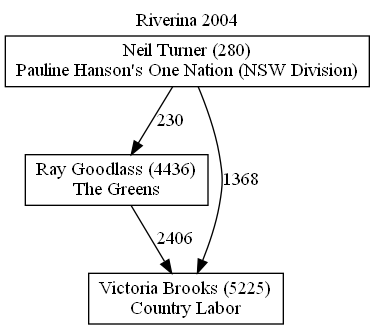 Riverina 2004
Neil Turner (280)
Pauline Hanson's One Nation (NSW Division)
230
Ray Goodlass (4436)
The Greens
1368
2406
Victoria Brooks (5225)
Country Labor